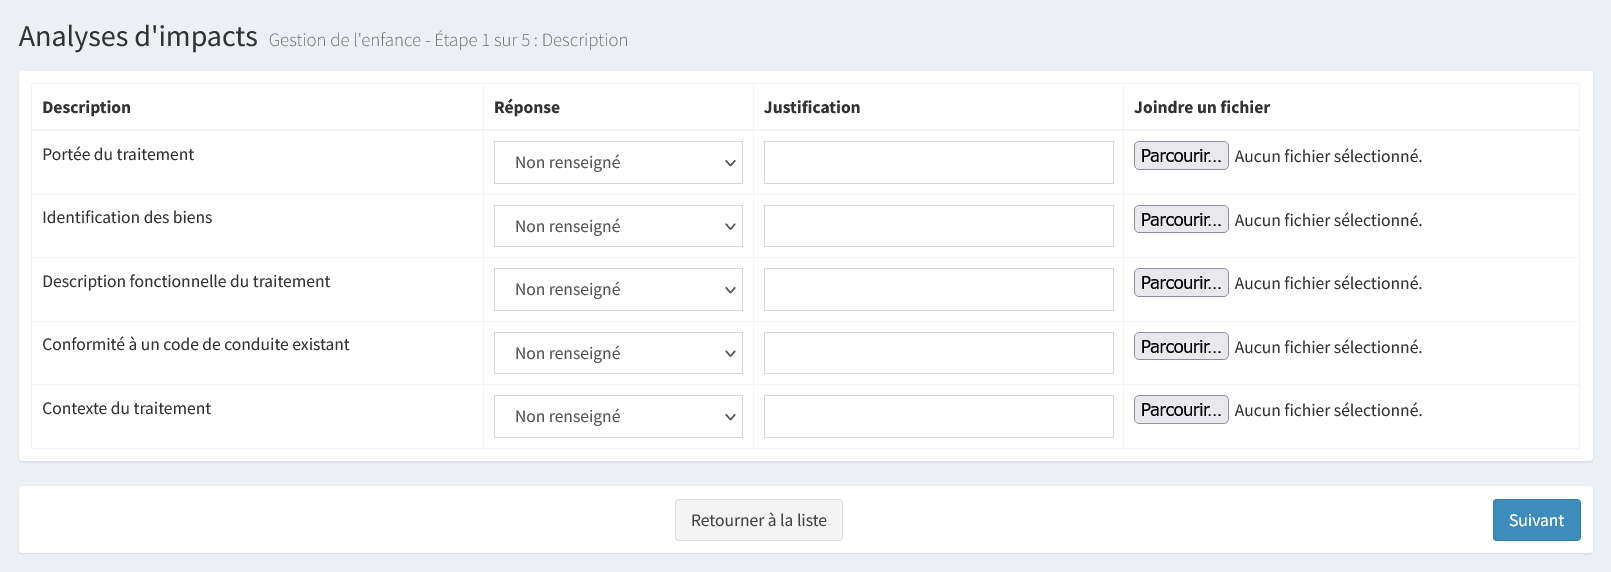 Analyses d'impacts Gestion de l'enfance - Étape 1 sur 5 : Description
Description Réponse Justification Joindre un fichier
Portée du traitement Non renseigné Parcourir... Aucun fichier sélectionné.
Identification des biens Non renseigné Parcourir... Aucun fichier sélectionné.
Description fonctionnelle du traitement Non renseigné Parcourir... Aucun fichier sélectionné.
Conformité à un code de conduite existant Non renseigné Parcourir... Aucun fichier sélectionné.
Contexte du traitement Non renseigné Parcourir... Aucun fichier sélectionné.
Retourner à la liste Suivant